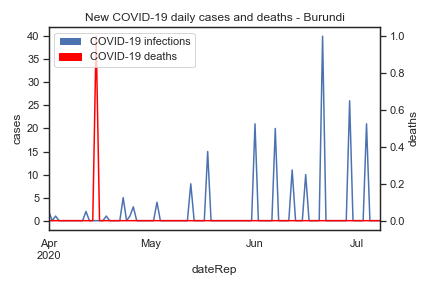 New COVID-19 daily cases and deaths - Burundi
COVID-19 infections
COVID-19 deaths
40
35
30
25
20
15
10
5
0
cases
1.0
0.8
0.6
0.4
0.2
0.0
deaths
Apr May Jun Jul
2020
dateRep